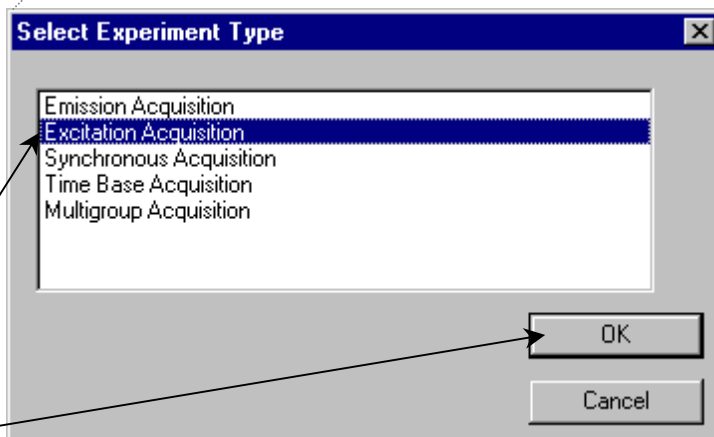 Select Experiment Type
Emission Acquisition
Excitation Acquisition
Synchronous Acquisition
Time Base Acquisition
Multigroup Acquisition
OK
Cancel